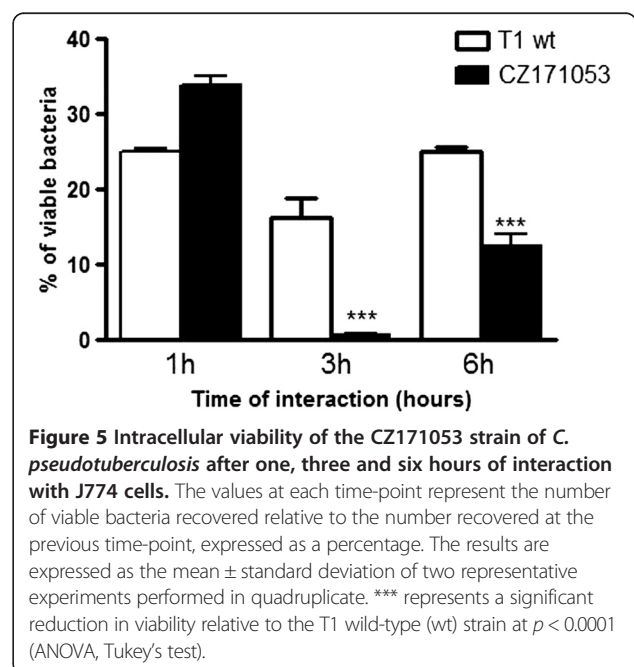 40
30
20
10
0
% of viable bacteria
T1 wt
CZ171053
***
***
1h
3h
6h
Time of interaction (hours)
Figure 5 Intracellular viability of the CZ171053 strain of C.
pseudotuberculosis after one, three and six hours of interaction
with J774 cells. The values at each time-point represent the number
of viable bacteria recovered relative to the number recovered at the
previous time-point, expressed as a percentage. The results are
expressed as the mean ± standard deviation of two representative
experiments performed in quadruplicate. *** represents a significant
reduction in viability relative to the T1 wild-type (wt) strain at p < 0.0001
(ANOVA, Tukey's test).